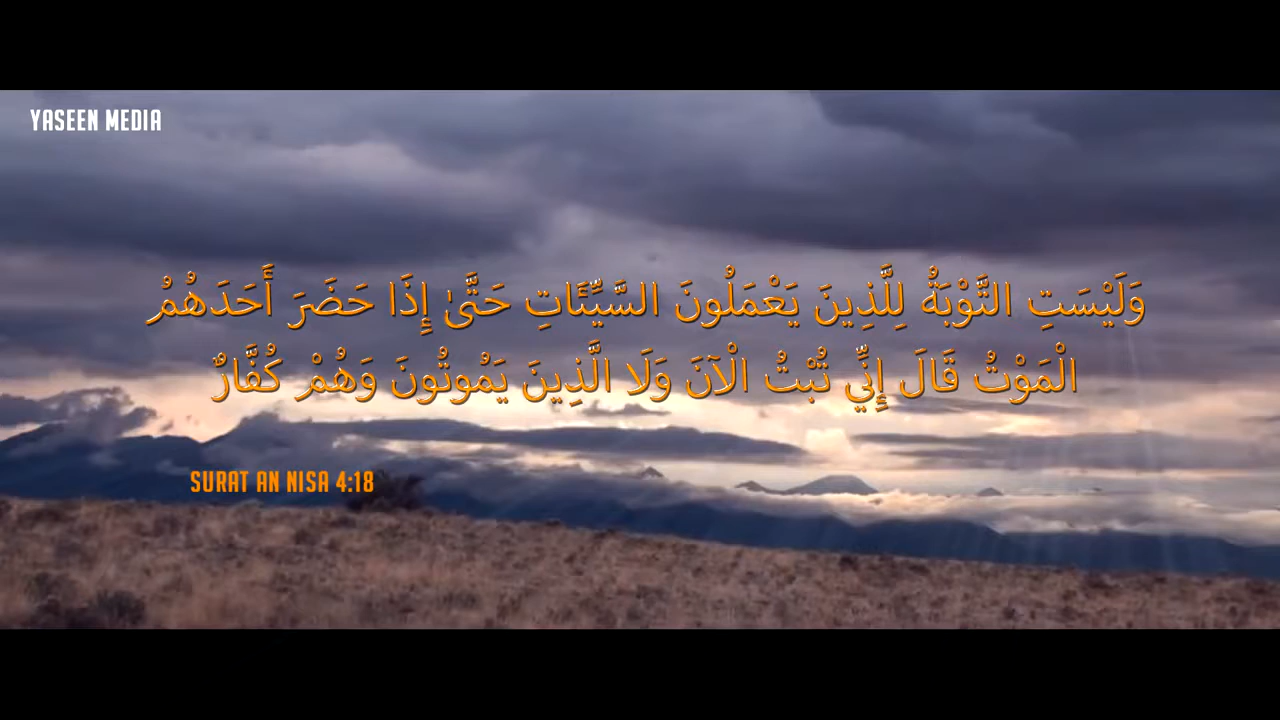 YASEEN MEDIA
وَلَيْسَتِ التَّوْبَةُ لِلَّذِينَ يَعْمَلُونَ السَّيِّئَاتِ حَتَّىٰ إِذَا حَضَرَ أَحَدَهُمُ
الْمَوْتُ قَالَ إِنِّي تُبْتُ الْآنَ وَلَا الَّذِينَ يَمُوتُونَ وَهُمْ كُفَّارٌ
SURAT AN NISA 4:18